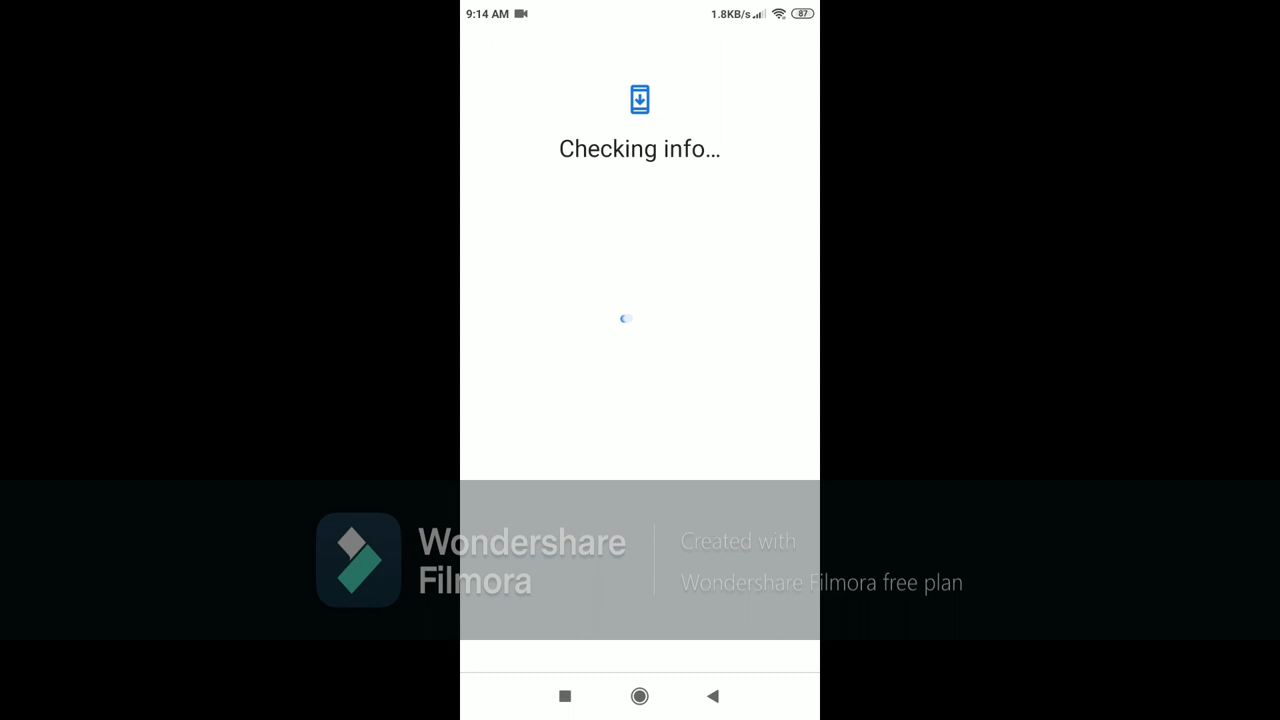 9:14 AM 1.8KB/s 87
Checking info...
Wondershare
Filmora
Created with
Wondershare Filmora free plan